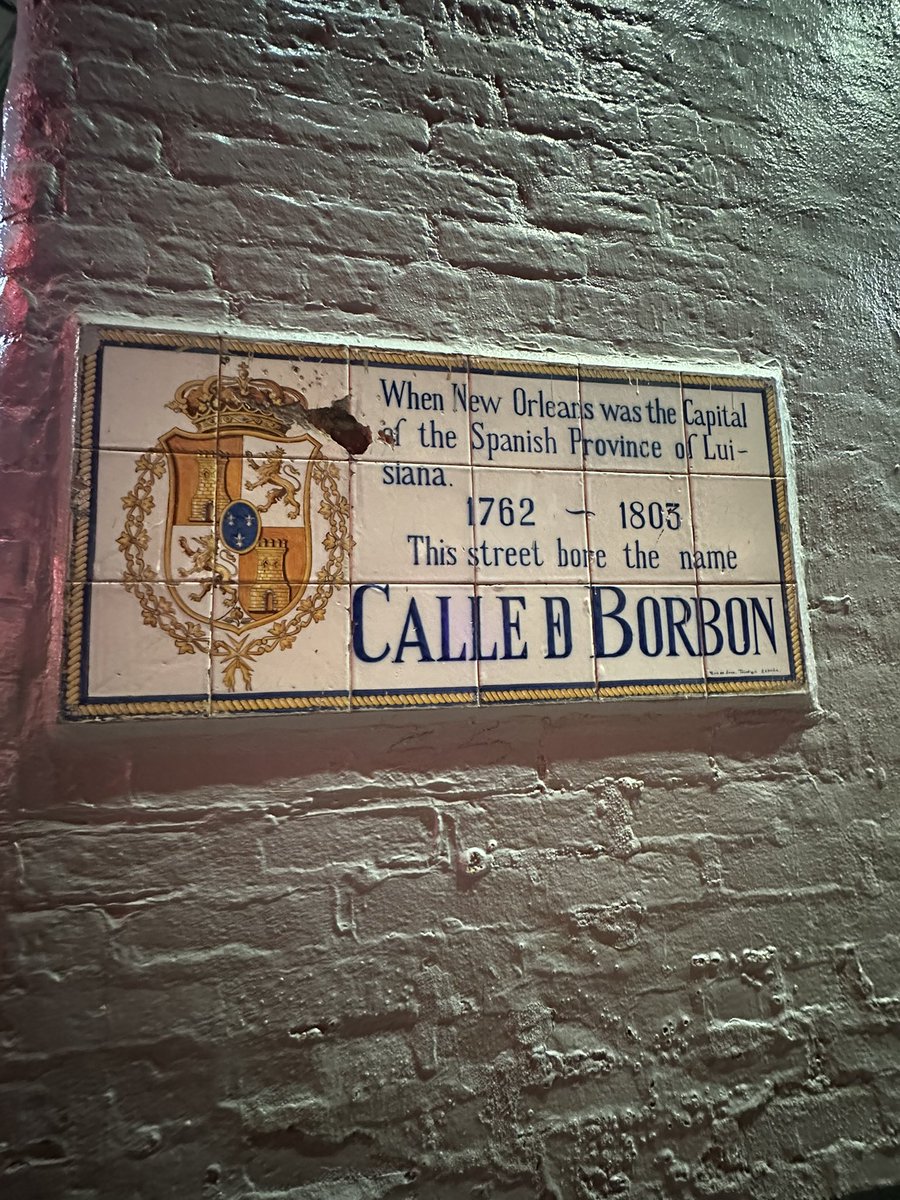 When New Orleans was the Capital
of the Spanish Province of Lui-
siana.
1762 ~ 1803
This street bore the name
CALLE D BORBON